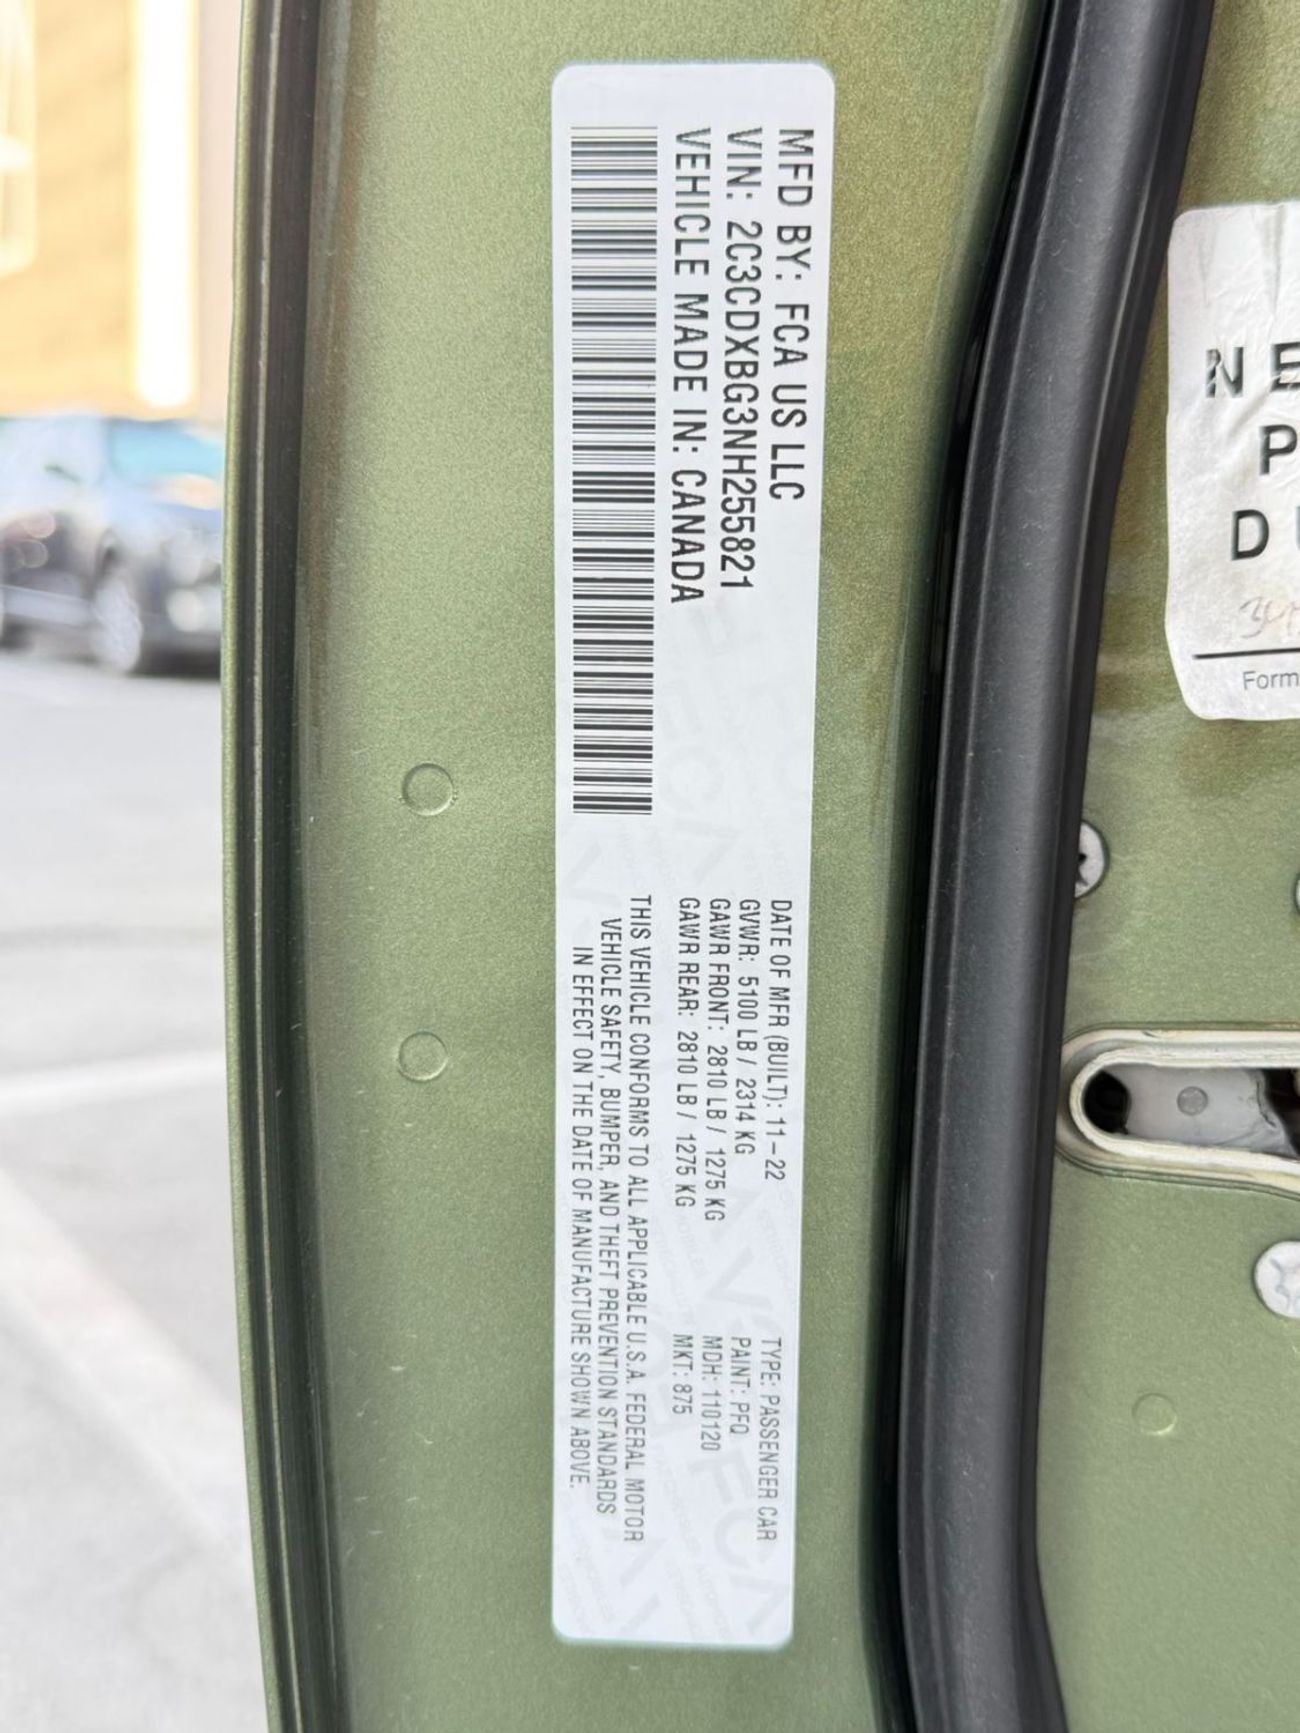 MFD BY: FCA US LLC
VIN: 2C3CDXBG3NH255821
VEHICLE MADE IN: CANADA
DATE OF MFR (BUILT): 11-22
GVWR: 5100 LB / 2314 KG
GAWR FRONT: 2810 LB / 1275 KG
GAWR REAR: 2810 LB / 1275 KG
TYPE: PASSENGER CAR
PAINT: PFQ
MDH: 110120
MKT: 875
THIS VEHICLE CONFORMS TO ALL APPLICABLE U.S.A. FEDERAL MOTOR
VEHICLE SAFETY, BUMPER, AND THEFT PREVENTION STANDARDS
IN EFFECT ON THE DATE OF MANUFACTURE SHOWN ABOVE.
NE
P
D
Form